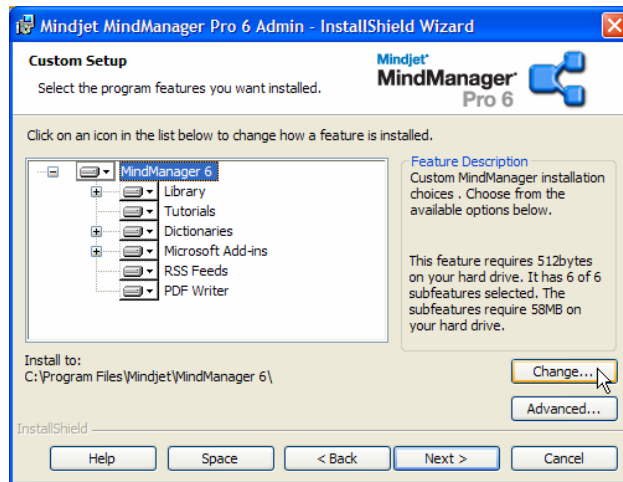 Mindjet MindManager Pro 6 Admin - InstallShield Wizard
Custom Setup
Select the program features you want installed.
Mindjet
MindManager
Pro 6
Click on an icon in the list below to change how a feature is installed.
MindManager 6
Library
Tutorials
Dictionaries
Microsoft Add-ins
RSS Feeds
PDF Writer
Feature Description
Custom MindManager installation
choices . Choose from the
available options below.
This feature requires 512bytes
on your hard drive. It has 6 of 6
subfeatures selected. The
subfeatures require 58MB on
your hard drive.
Install to:
C:\Program Files\Mindjet\MindManager 6\
Change...
Advanced...
InstallShield
Help
Space
< Back
Next >
Cancel